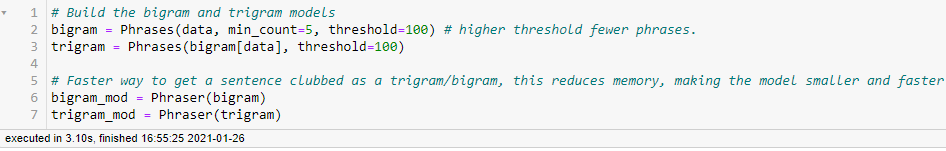 1 # Build the bigram and trigram models
2 bigram = Phrases(data, min_count=5, threshold=100) # higher threshold fewer phrases.
3 trigram = Phrases(bigram[data], threshold=100)
4
5 # Faster way to get a sentence clubbed as a trigram/bigram, this reduces memory, making the model smaller and faster
6 bigram_mod = Phraser(bigram)
7 trigram_mod = Phraser(trigram)
executed in 3.10s, finished 16:55:25 2021-01-26